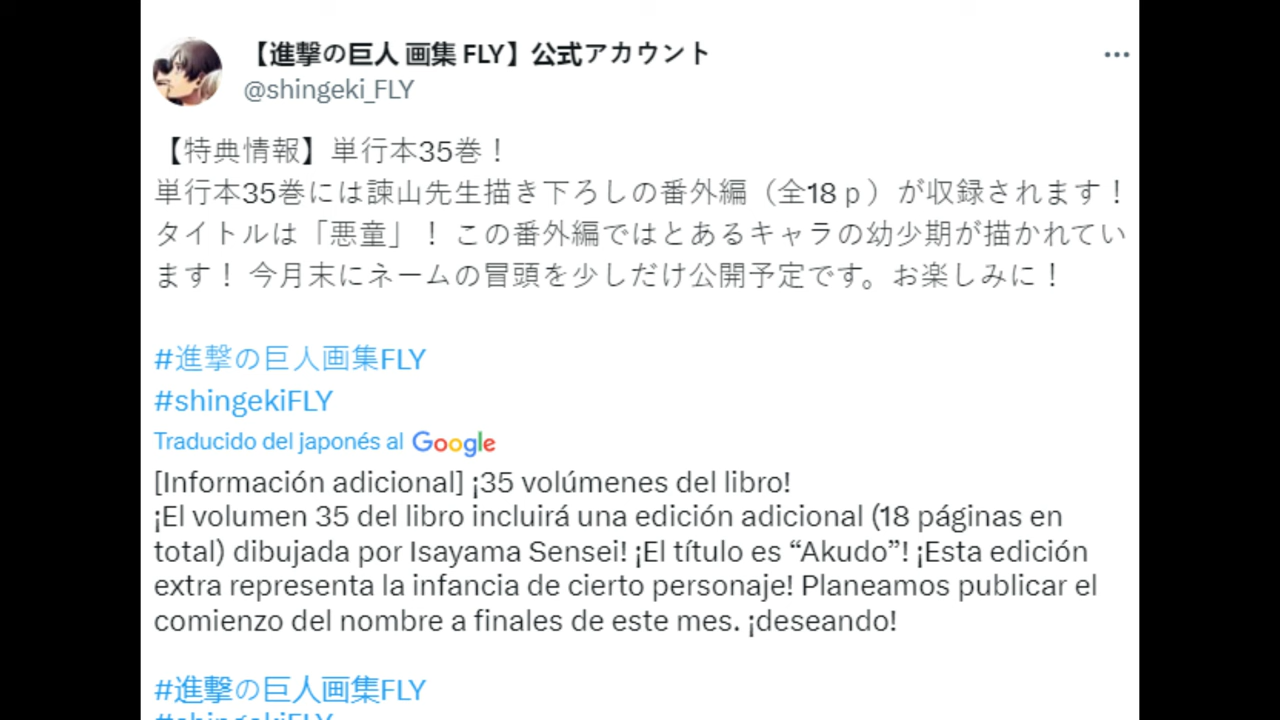 【進撃の巨人 画集 FLY】公式アカウント
@shingeki_FLY
【特典情報】単行本35巻！
単行本35巻には諫山先生描き下ろしの番外編（全18ｐ）が収録されます！
タイトルは「悪童」！ この番外編ではとあるキャラの幼少期が描かれてい
ます！ 今月末にネームの冒頭を少しだけ公開予定です。お楽しみに！
#進撃の巨人画集FLY
#shingekiFLY
Traducido del japonés al Google
[Información adicional] ¡35 volúmenes del libro!
¡El volumen 35 del libro incluirá una edición adicional (18 páginas en
total) dibujada por Isayama Sensei! ¡El título es “Akudo”! ¡Esta edición
extra representa la infancia de cierto personaje! Planeamos publicar el
comienzo del nombre a finales de este mes. ¡deseando!
#進撃の巨人画集FLY
#shingekiFLY